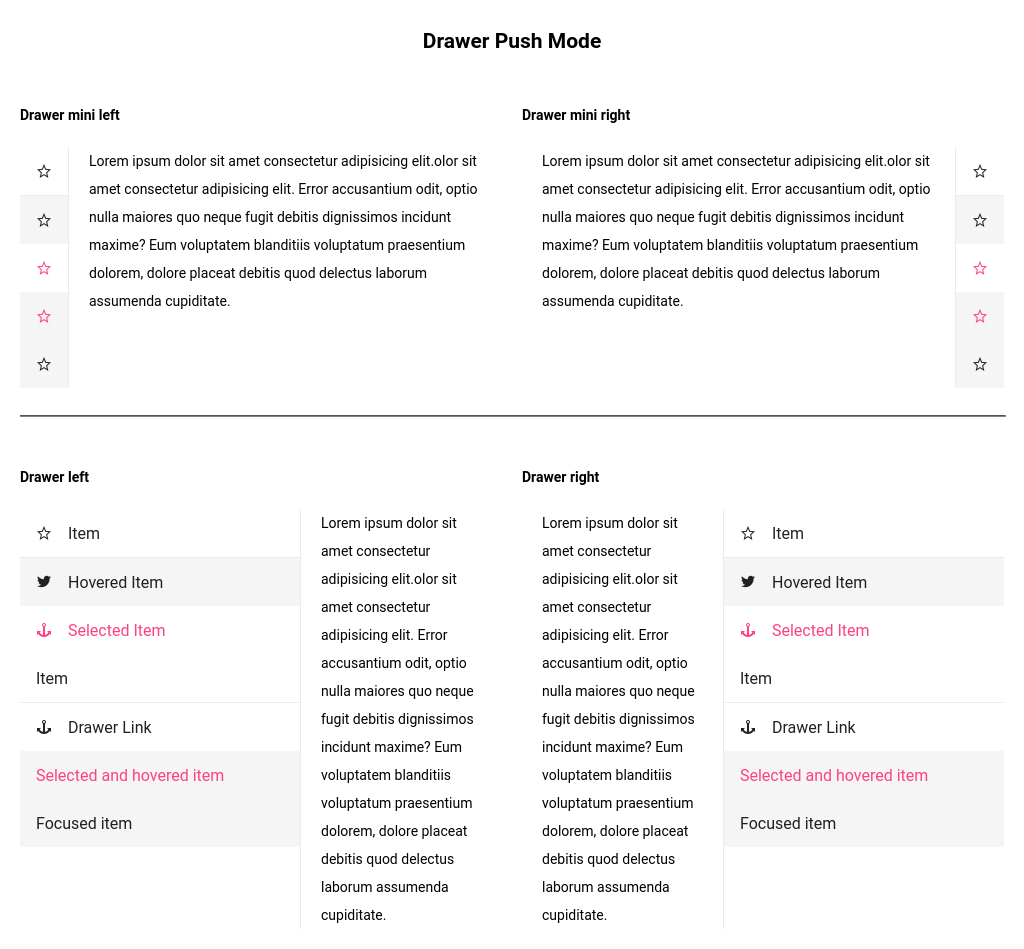 Drawer Push Mode
Drawer mini left
Lorem ipsum dolor sit amet consectetur adipisicing elit.olor sit
amet consectetur adipisicing elit. Error accusantium odit, optio
nulla maiores quo neque fugit debitis dignissimos incidunt
maxime? Eum voluptatem blanditiis voluptatum praesentium
dolorem, dolore placeat debitis quod delectus laborum
assumenda cupiditate.
Drawer mini right
Lorem ipsum dolor sit amet consectetur adipisicing elit.olor sit
amet consectetur adipisicing elit. Error accusantium odit, optio
nulla maiores quo neque fugit debitis dignissimos incidunt
maxime? Eum voluptatem blanditiis voluptatum praesentium
dolorem, dolore placeat debitis quod delectus laborum
assumenda cupiditate.
Drawer left
Item
Hovered Item
Selected Item
Item
Drawer Link
Selected and hovered item
Focused item
Lorem ipsum dolor sit
amet consectetur
adipisicing elit.olor sit
amet consectetur
adipisicing elit. Error
accusantium odit, optio
nulla maiores quo neque
fugit debitis dignissimos
incidunt maxime? Eum
voluptatem blanditiis
voluptatum praesentium
dolorem, dolore placeat
debitis quod delectus
laborum assumenda
cupiditate.
Drawer right
Lorem ipsum dolor sit
amet consectetur
adipisicing elit.olor sit
amet consectetur
adipisicing elit. Error
accusantium odit, optio
nulla maiores quo neque
fugit debitis dignissimos
incidunt maxime? Eum
voluptatem blanditiis
voluptatum praesentium
dolorem, dolore placeat
debitis quod delectus
laborum assumenda
cupiditate.
Item
Hovered Item
Selected Item
Item
Drawer Link
Selected and hovered item
Focused item